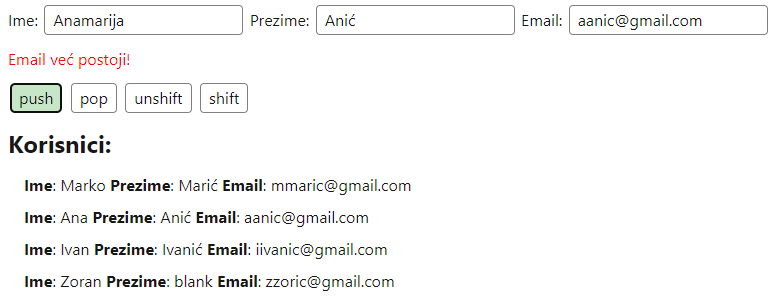 Ime: Anamarija Prezime: Anić Email: aanic@gmail.com
Email već postoji!
push pop unshift shift
Korisnici:
Ime: Marko Prezime: Marić Email: mmaric@gmail.com
Ime: Ana Prezime: Anić Email: aanic@gmail.com
Ime: Ivan Prezime: Ivanić Email: iivanic@gmail.com
Ime: Zoran Prezime: blank Email: zzoric@gmail.com